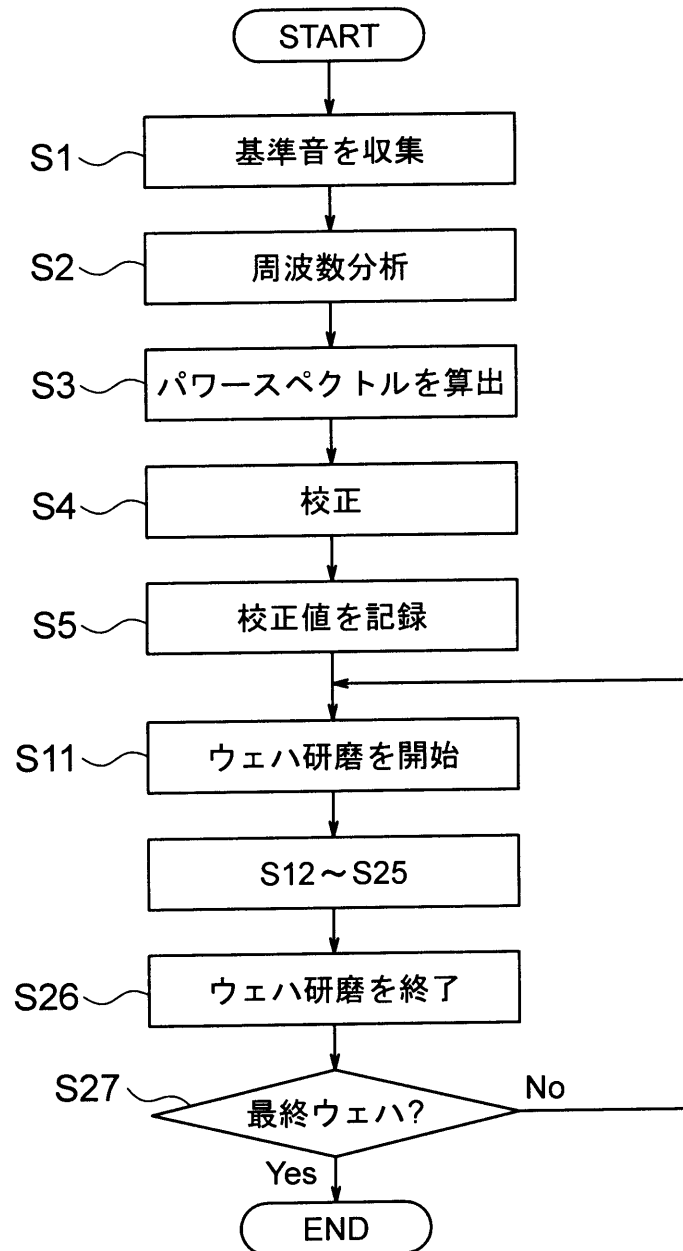 START
S1
基準音を収集
S2
周波数分析
S3
パワースペクトルを算出
S4
校正
S5
校正値を記録
S11
ウェハ研磨を開始
S12～S25
S26
ウェハ研磨を終了
S27
最終ウェハ?
No
Yes
END